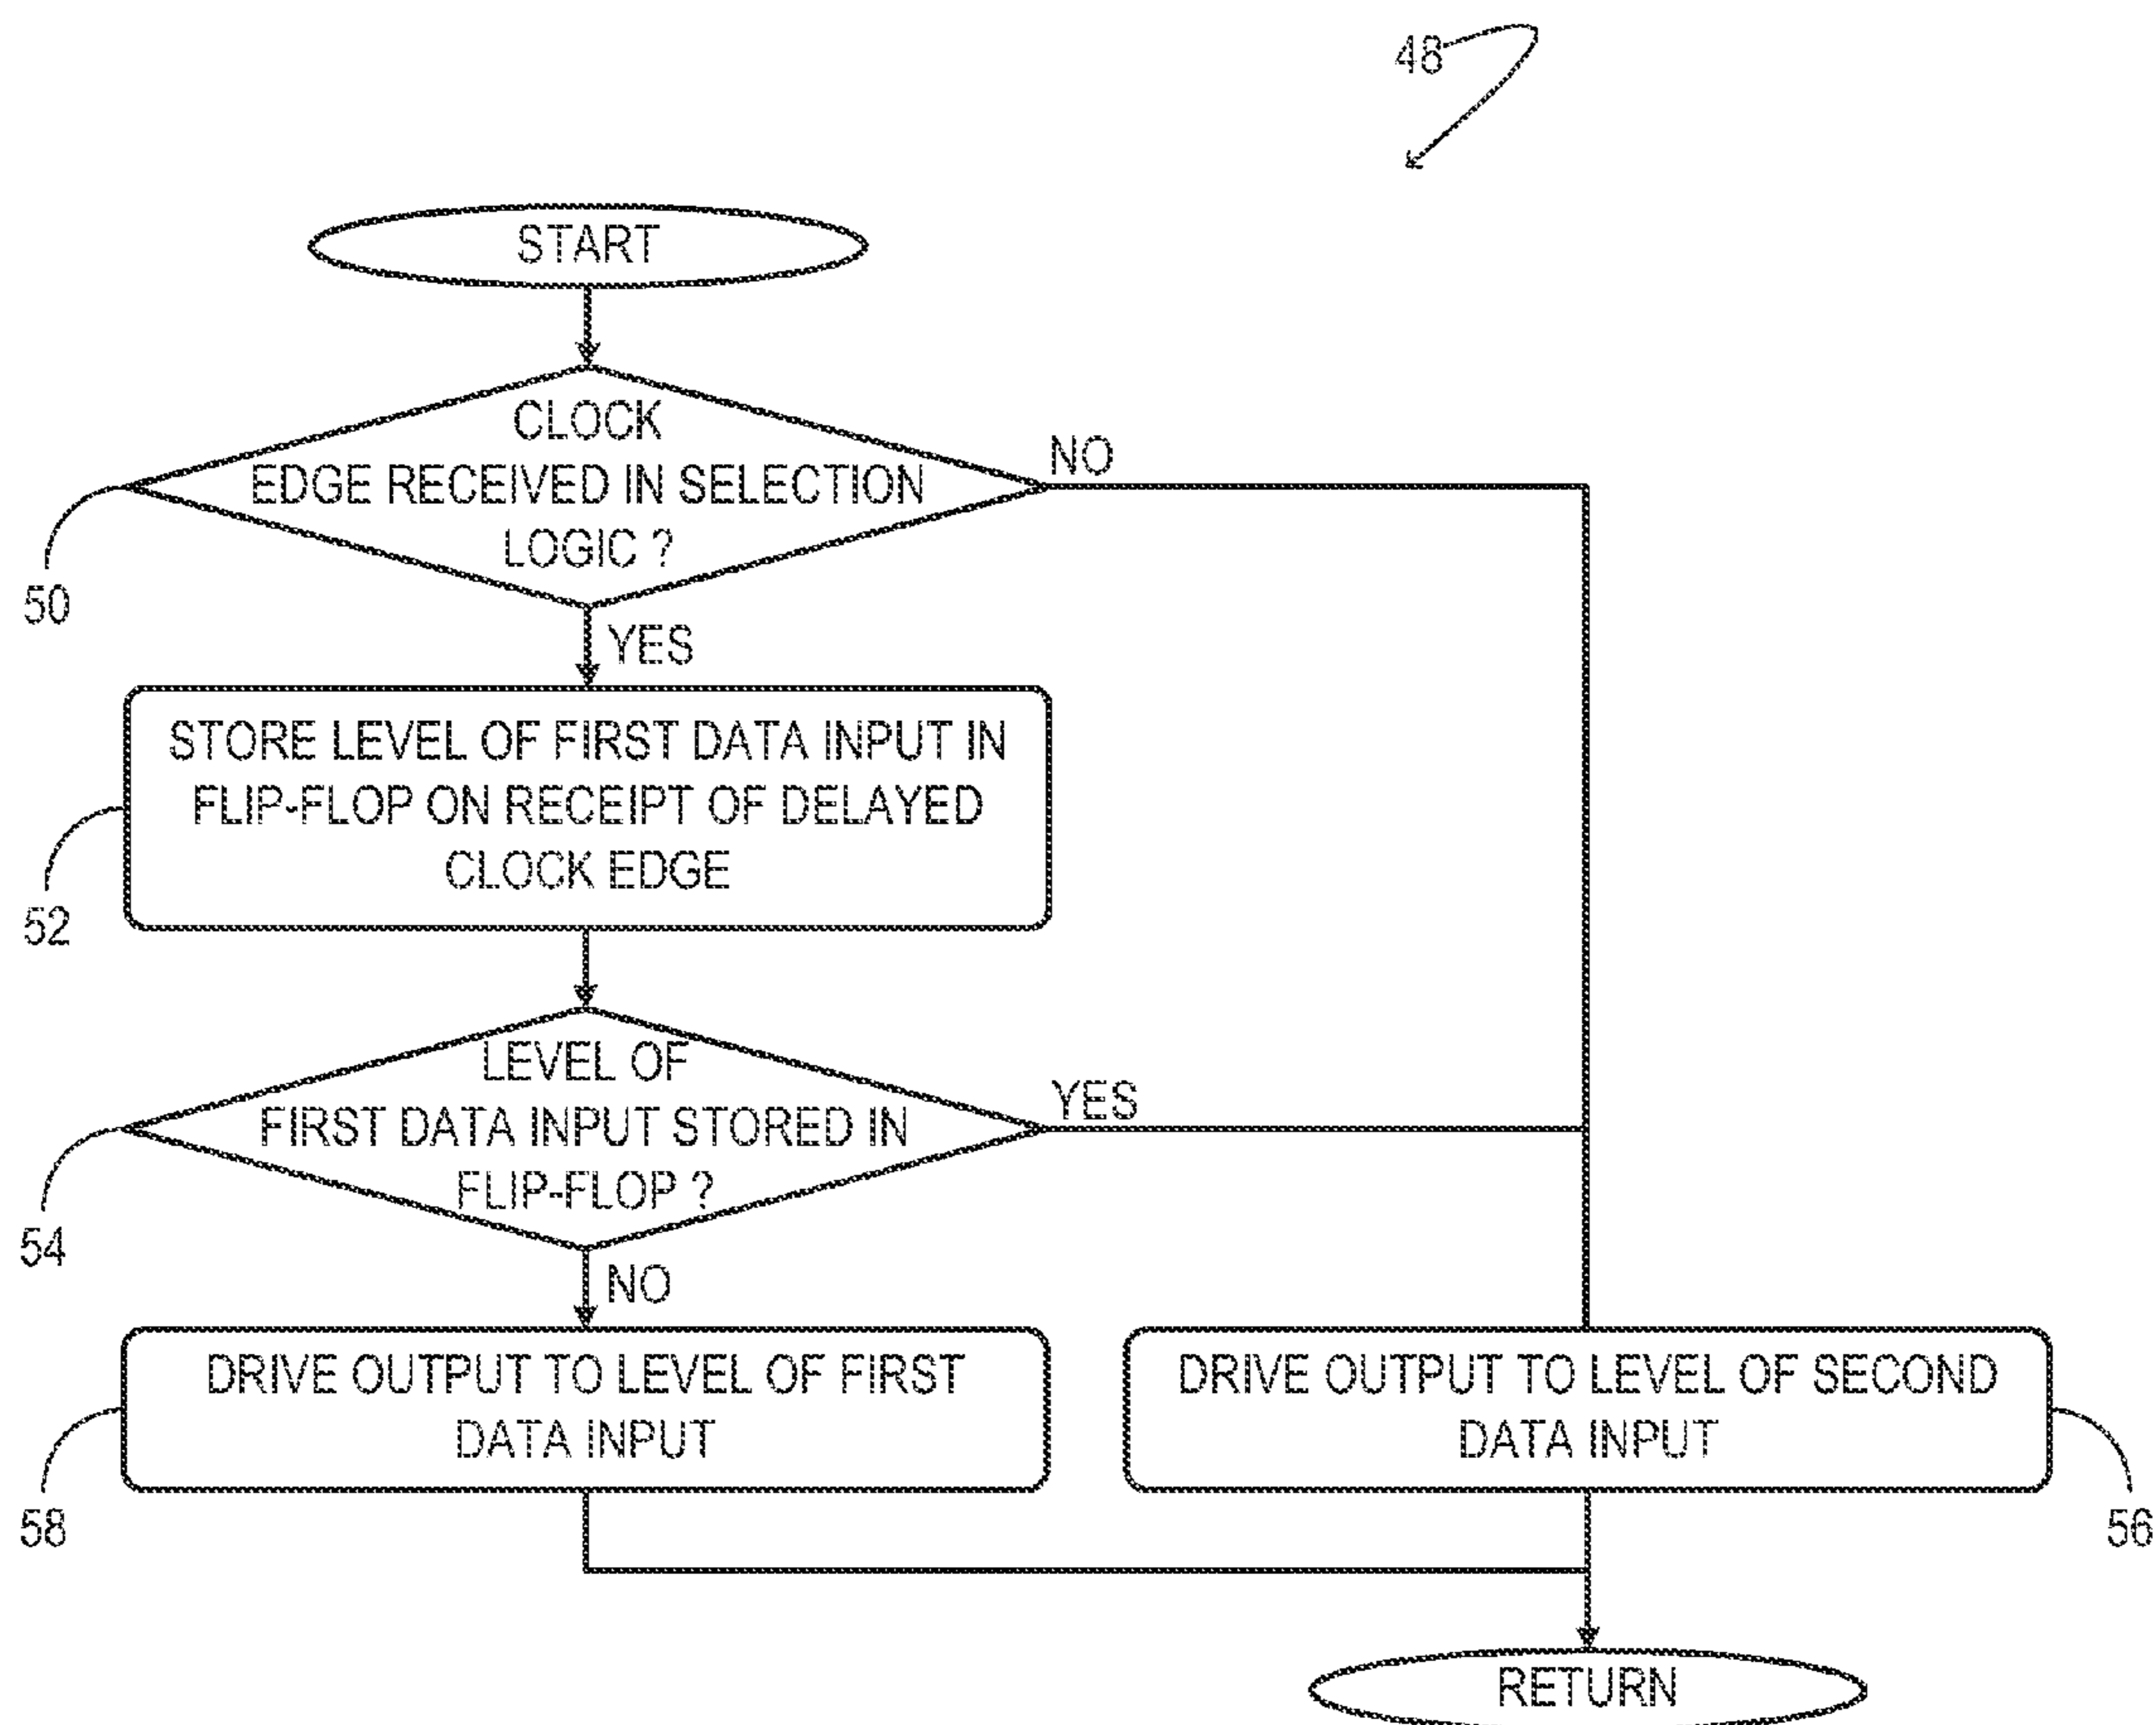 48
START
CLOCK
EDGE RECEIVED IN SELECTION
LOGIC ?
NO
50
YES
STORE LEVEL OF FIRST DATA INPUT IN
FLIP-FLOP ON RECEIPT OF DELAYED
CLOCK EDGE
52
LEVEL OF
FIRST DATA INPUT STORED IN
FLIP-FLOP ?
YES
54
NO
DRIVE OUTPUT TO LEVEL OF FIRST
DATA INPUT
58
DRIVE OUTPUT TO LEVEL OF SECOND
DATA INPUT
56
RETURN